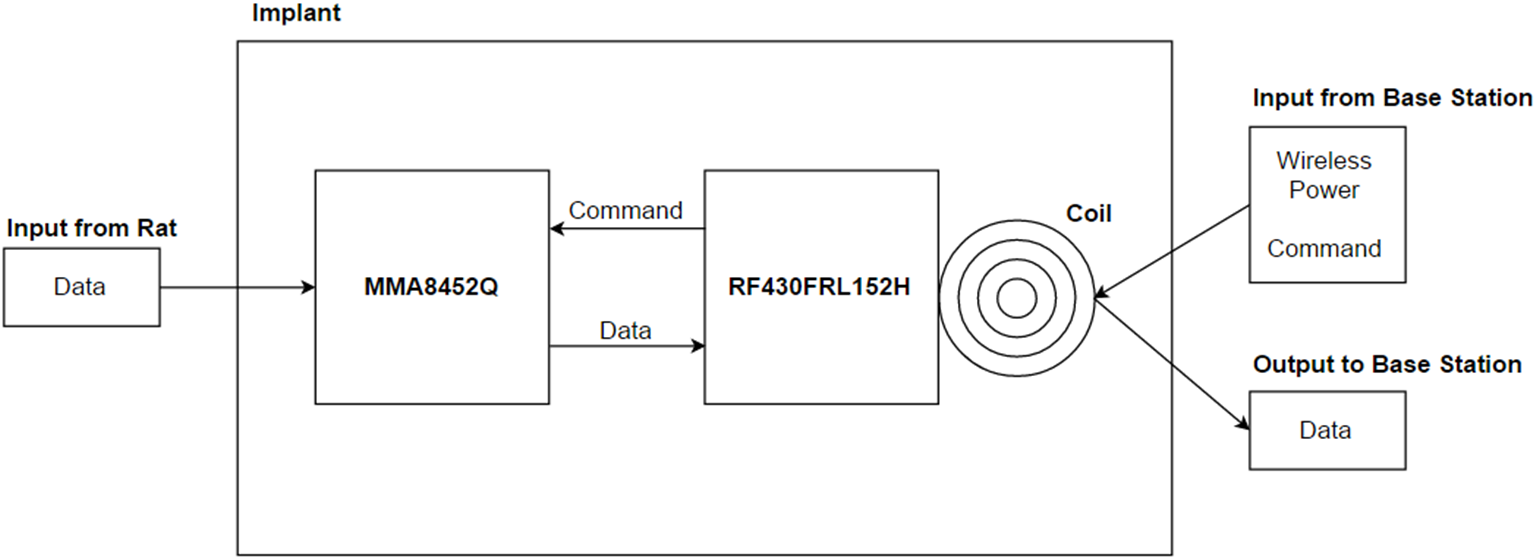 Implant
Input from Rat
Data
MMA8452Q
Command
Data
RF430FRL152H
Coil
Input from Base Station
Wireless
Power
Command
Output to Base Station
Data